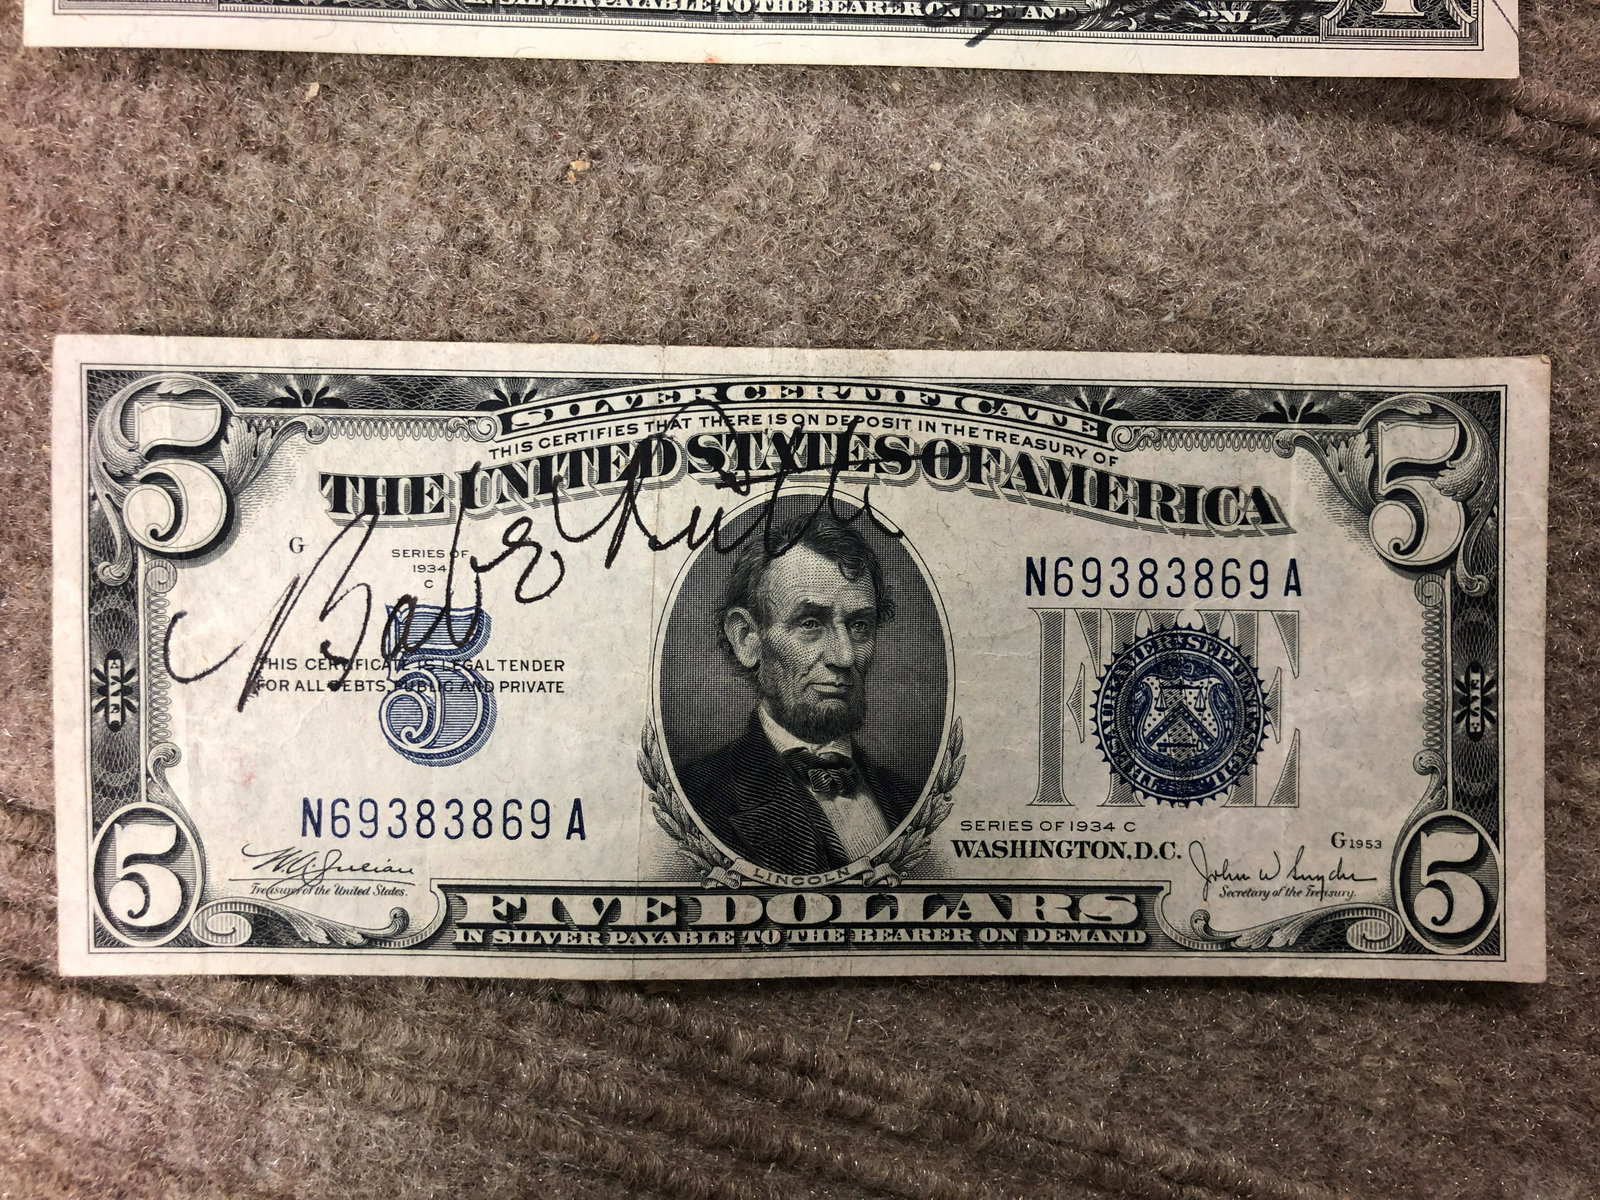 IN SILVER PAYABLE TO THE BEARER ON DEMAND
5
5
SILVER CERTIFICATE
THIS CERTIFIES THAT THERE IS ON DEPOSIT IN THE TREASURY OF
THE UNITED STATES OF AMERICA
Babe Ruth
G
SERIES OF
1934
C
N69383869 A
5
THIS CERTIFICATE IS LEGAL TENDER
FOR ALL DEBTS, PUBLIC AND PRIVATE
FIVE
FIVE
FIVE
N69383869 A
SERIES OF 1934 C
WASHINGTON, D.C.
G1953
W A Julian
Treasurer of the United States.
LINCOLN
John W Snyder
Secretary of the Treasury.
5
5
FIVE DOLLARS
IN SILVER PAYABLE TO THE BEARER ON DEMAND